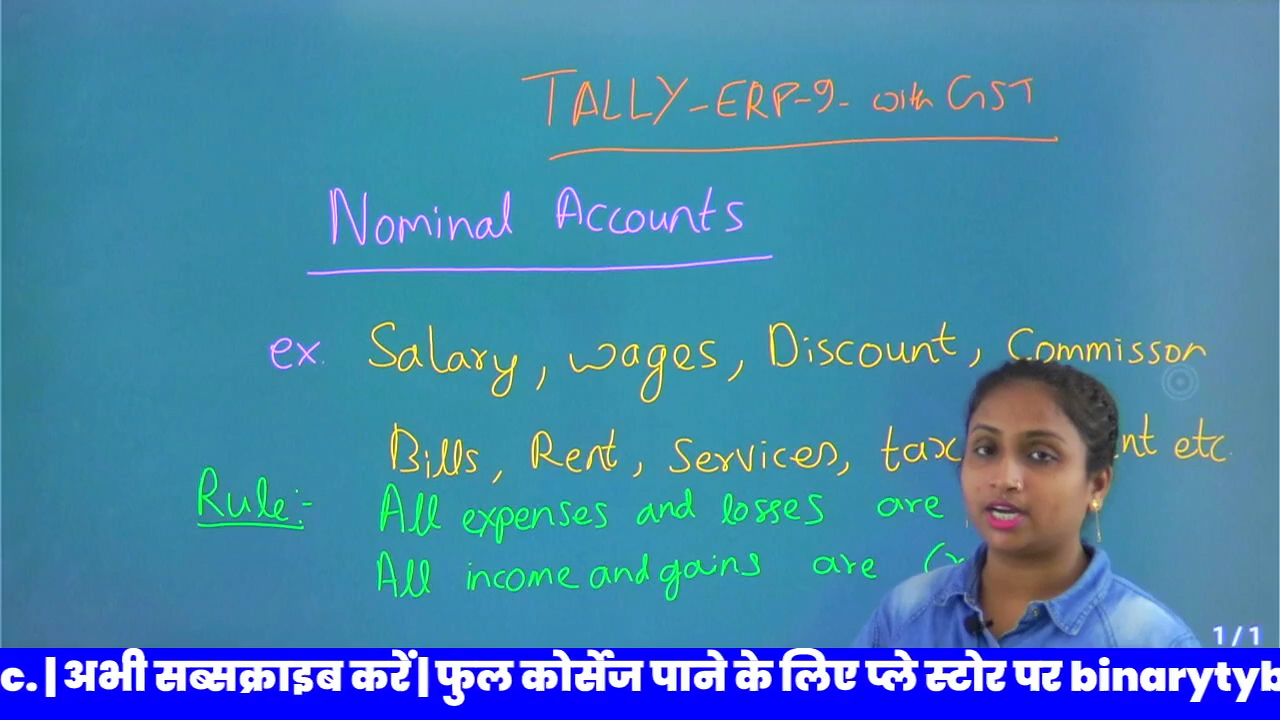 TALLY-ERP-9- with GST
Nominal Accounts
ex. Salary, wages, Discount, Commisson
Bills, Rent, Services, tax nt etc.
Rule:- All expenses and losses are
All income and gains are Cr
1/1
c. | अभी सब्सक्राइब करें | फुल कोर्सेज पाने के लिए प्ले स्टोर पर binarytyb